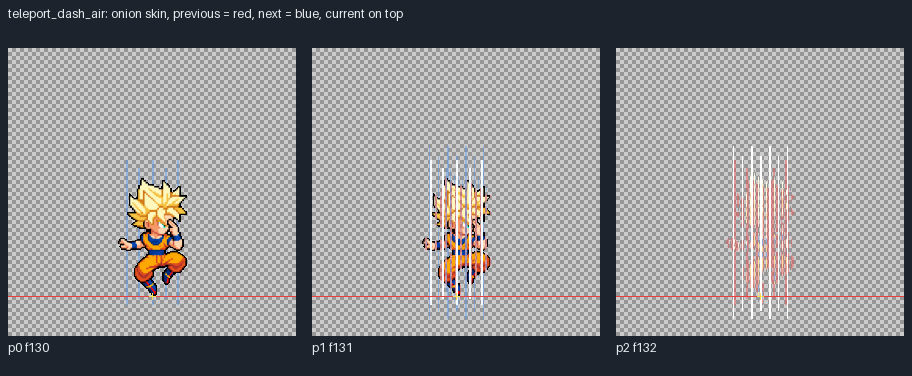 teleport_dash_air: onion skin, previous = red, next = blue, current on top
p0 f130
p1 f131
p2 f132